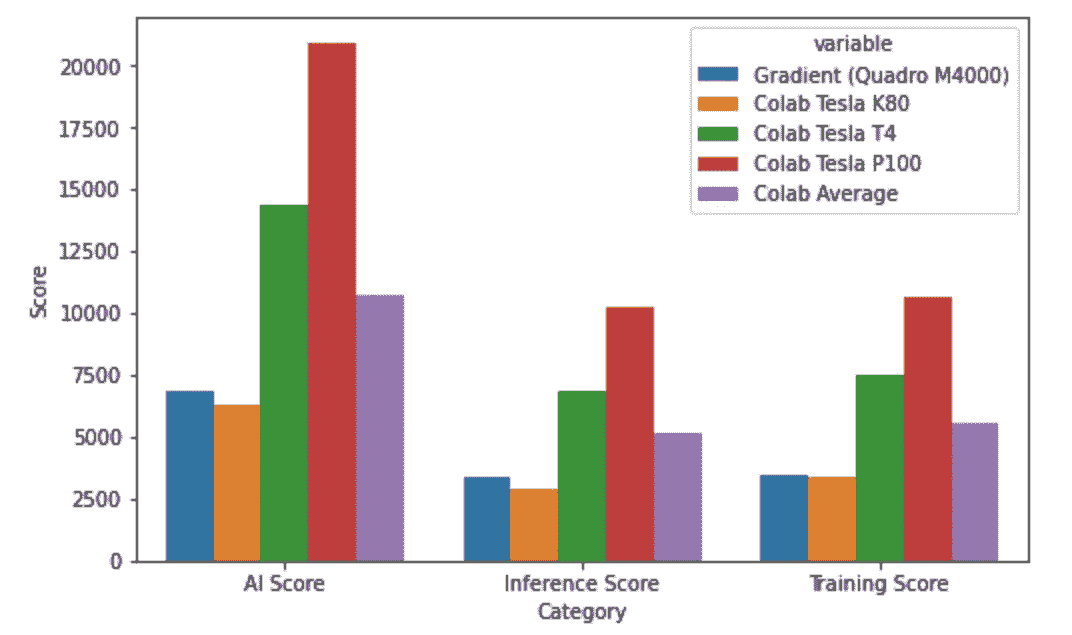 variable
Gradient (Quadro M4000)
Colab Tesla K80
Colab Tesla T4
Colab Tesla P100
Colab Average
Score
20000
17500
15000
12500
10000
7500
5000
2500
0
AI Score
Inference Score
Training Score
Category